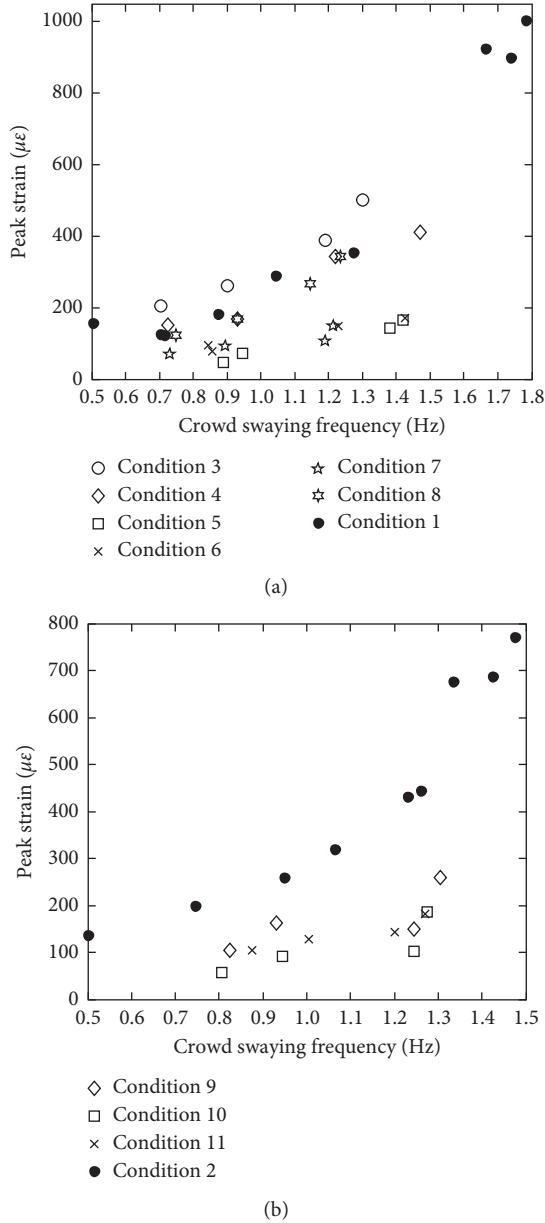 1000
800
600
400
200
0
Peak strain (με)
0.5 0.6 0.7 0.8 0.9 1.0 1.1 1.2 1.3 1.4 1.5 1.6 1.7 1.8
Crowd swaying frequency (Hz)
Condition 3
Condition 4
Condition 5
Condition 6
Condition 7
Condition 8
Condition 1
(a)
800
700
600
500
400
300
200
100
0
Peak strain (με)
0.5 0.6 0.7 0.8 0.9 1.0 1.1 1.2 1.3 1.4 1.5
Crowd swaying frequency (Hz)
Condition 9
Condition 10
Condition 11
Condition 2
(b)